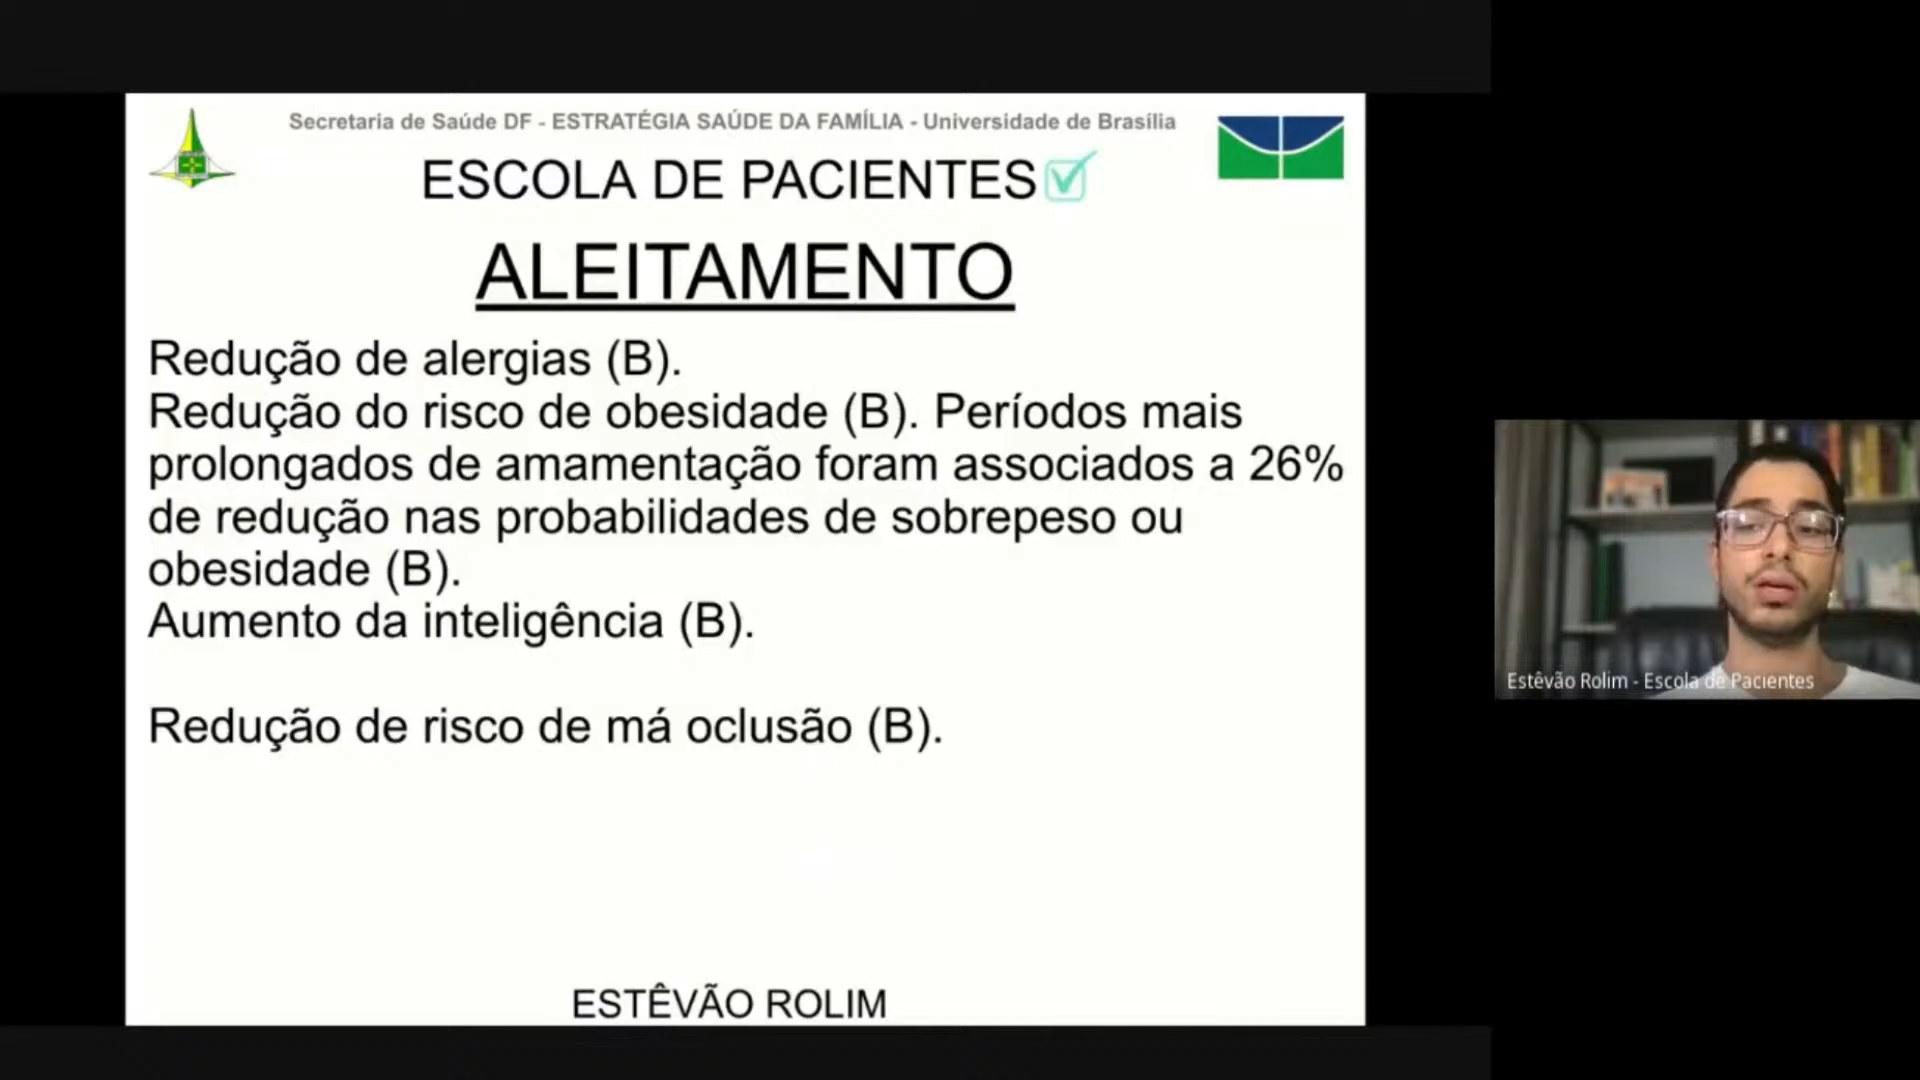 Secretaria de Saúde DF - ESTRATÉGIA SAÚDE DA FAMÍLIA - Universidade de Brasília
ESCOLA DE PACIENTES
ALEITAMENTO
Redução de alergias (B).
Redução do risco de obesidade (B). Períodos mais
prolongados de amamentação foram associados a 26%
de redução nas probabilidades de sobrepeso ou
obesidade (B).
Aumento da inteligência (B).
Redução de risco de má oclusão (B).
ESTÊVÃO ROLIM
Estêvão Rolim - Escola de Pacientes